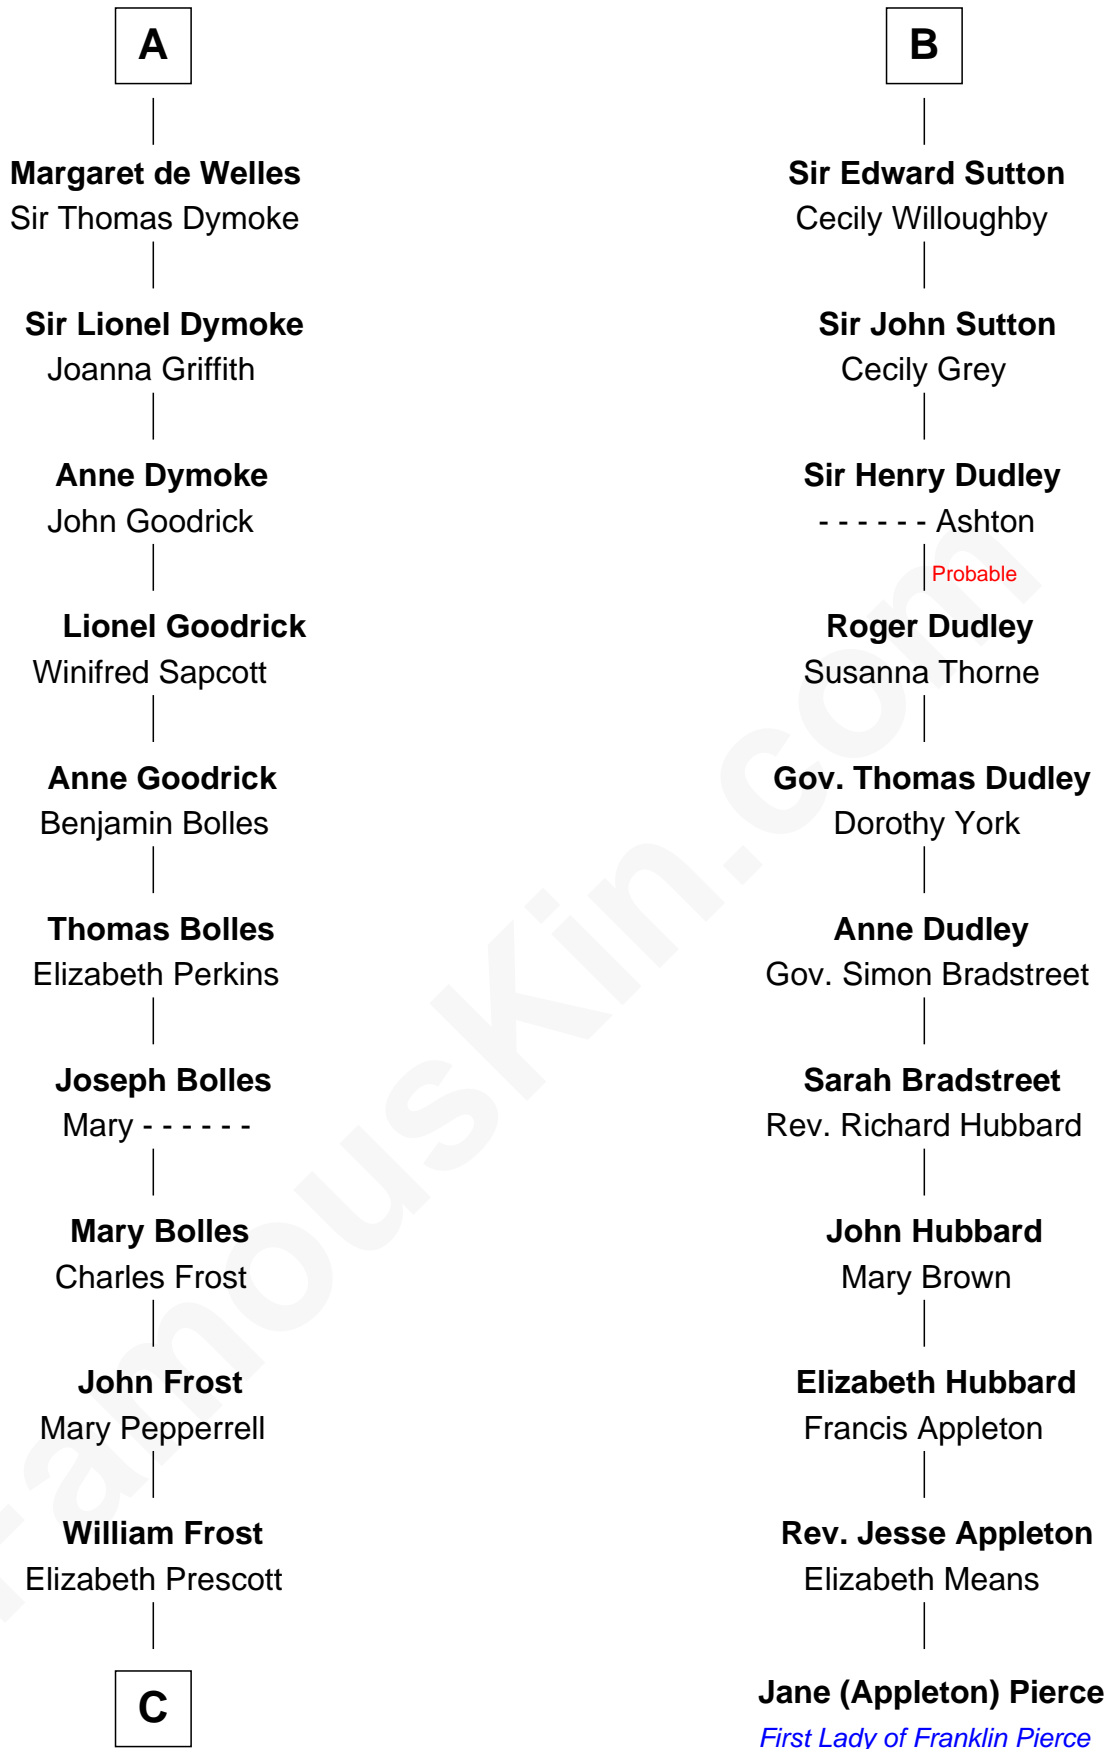 A
Margaret de Welles
Sir Thomas Dymoke
Sir Lionel Dymoke
Joanna Griffith
Anne Dymoke
John Goodrick
Lionel Goodrick
Winifred Sapcott
Anne Goodrick
Benjamin Bolles
Thomas Bolles
Elizabeth Perkins
Joseph Bolles
Mary - - - - - -
Mary Bolles
Charles Frost
John Frost
Mary Pepperrell
William Frost
Elizabeth Prescott
C
B
Sir Edward Sutton
Cecily Willoughby
Sir John Sutton
Cecily Grey
Sir Henry Dudley
- - - - - - Ashton
Probable
Roger Dudley
Susanna Thorne
Gov. Thomas Dudley
Dorothy York
Anne Dudley
Gov. Simon Bradstreet
Sarah Bradstreet
Rev. Richard Hubbard
John Hubbard
Mary Brown
Elizabeth Hubbard
Francis Appleton
Rev. Jesse Appleton
Elizabeth Means
Jane (Appleton) Pierce
First Lady of Franklin Pierce
FamousKin.com